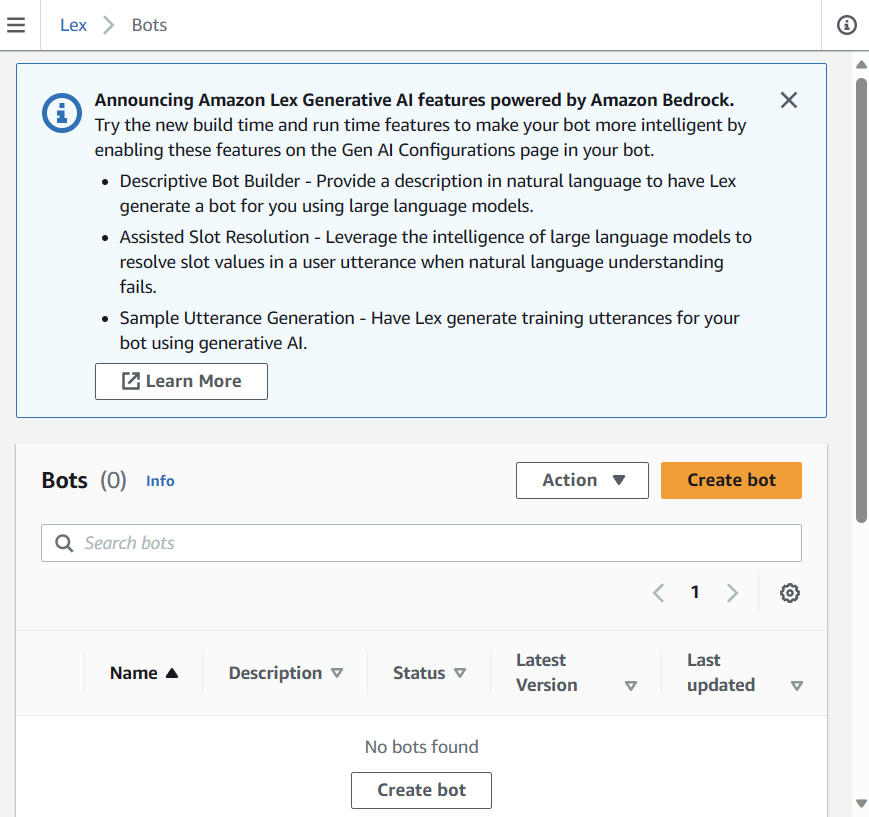 Lex > Bots
Announcing Amazon Lex Generative AI features powered by Amazon Bedrock.
Try the new build time and run time features to make your bot more intelligent by
enabling these features on the Gen AI Configurations page in your bot.
• Descriptive Bot Builder - Provide a description in natural language to have Lex
generate a bot for you using large language models.
• Assisted Slot Resolution - Leverage the intelligence of large language models to
resolve slot values in a user utterance when natural language understanding
fails.
• Sample Utterance Generation - Have Lex generate training utterances for your
bot using generative AI.
Learn More
Bots (0) Info Action Create bot
Search bots
1
Name Description Status Latest Version Last updated
No bots found
Create bot